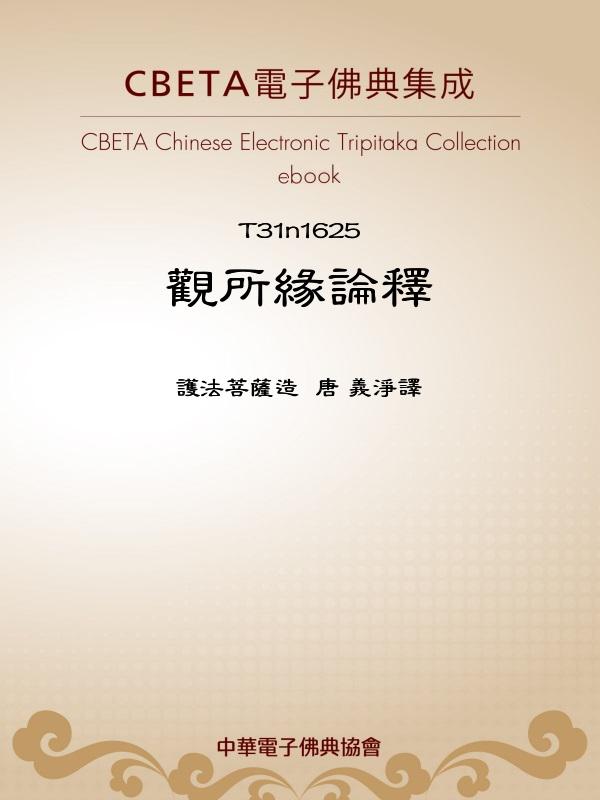 CBETA電子佛典集成
CBETA Chinese Electronic Tripitaka Collection
ebook
T31n1625
觀所緣論釋
護法菩薩造 唐 義淨譯
中華電子佛典協會